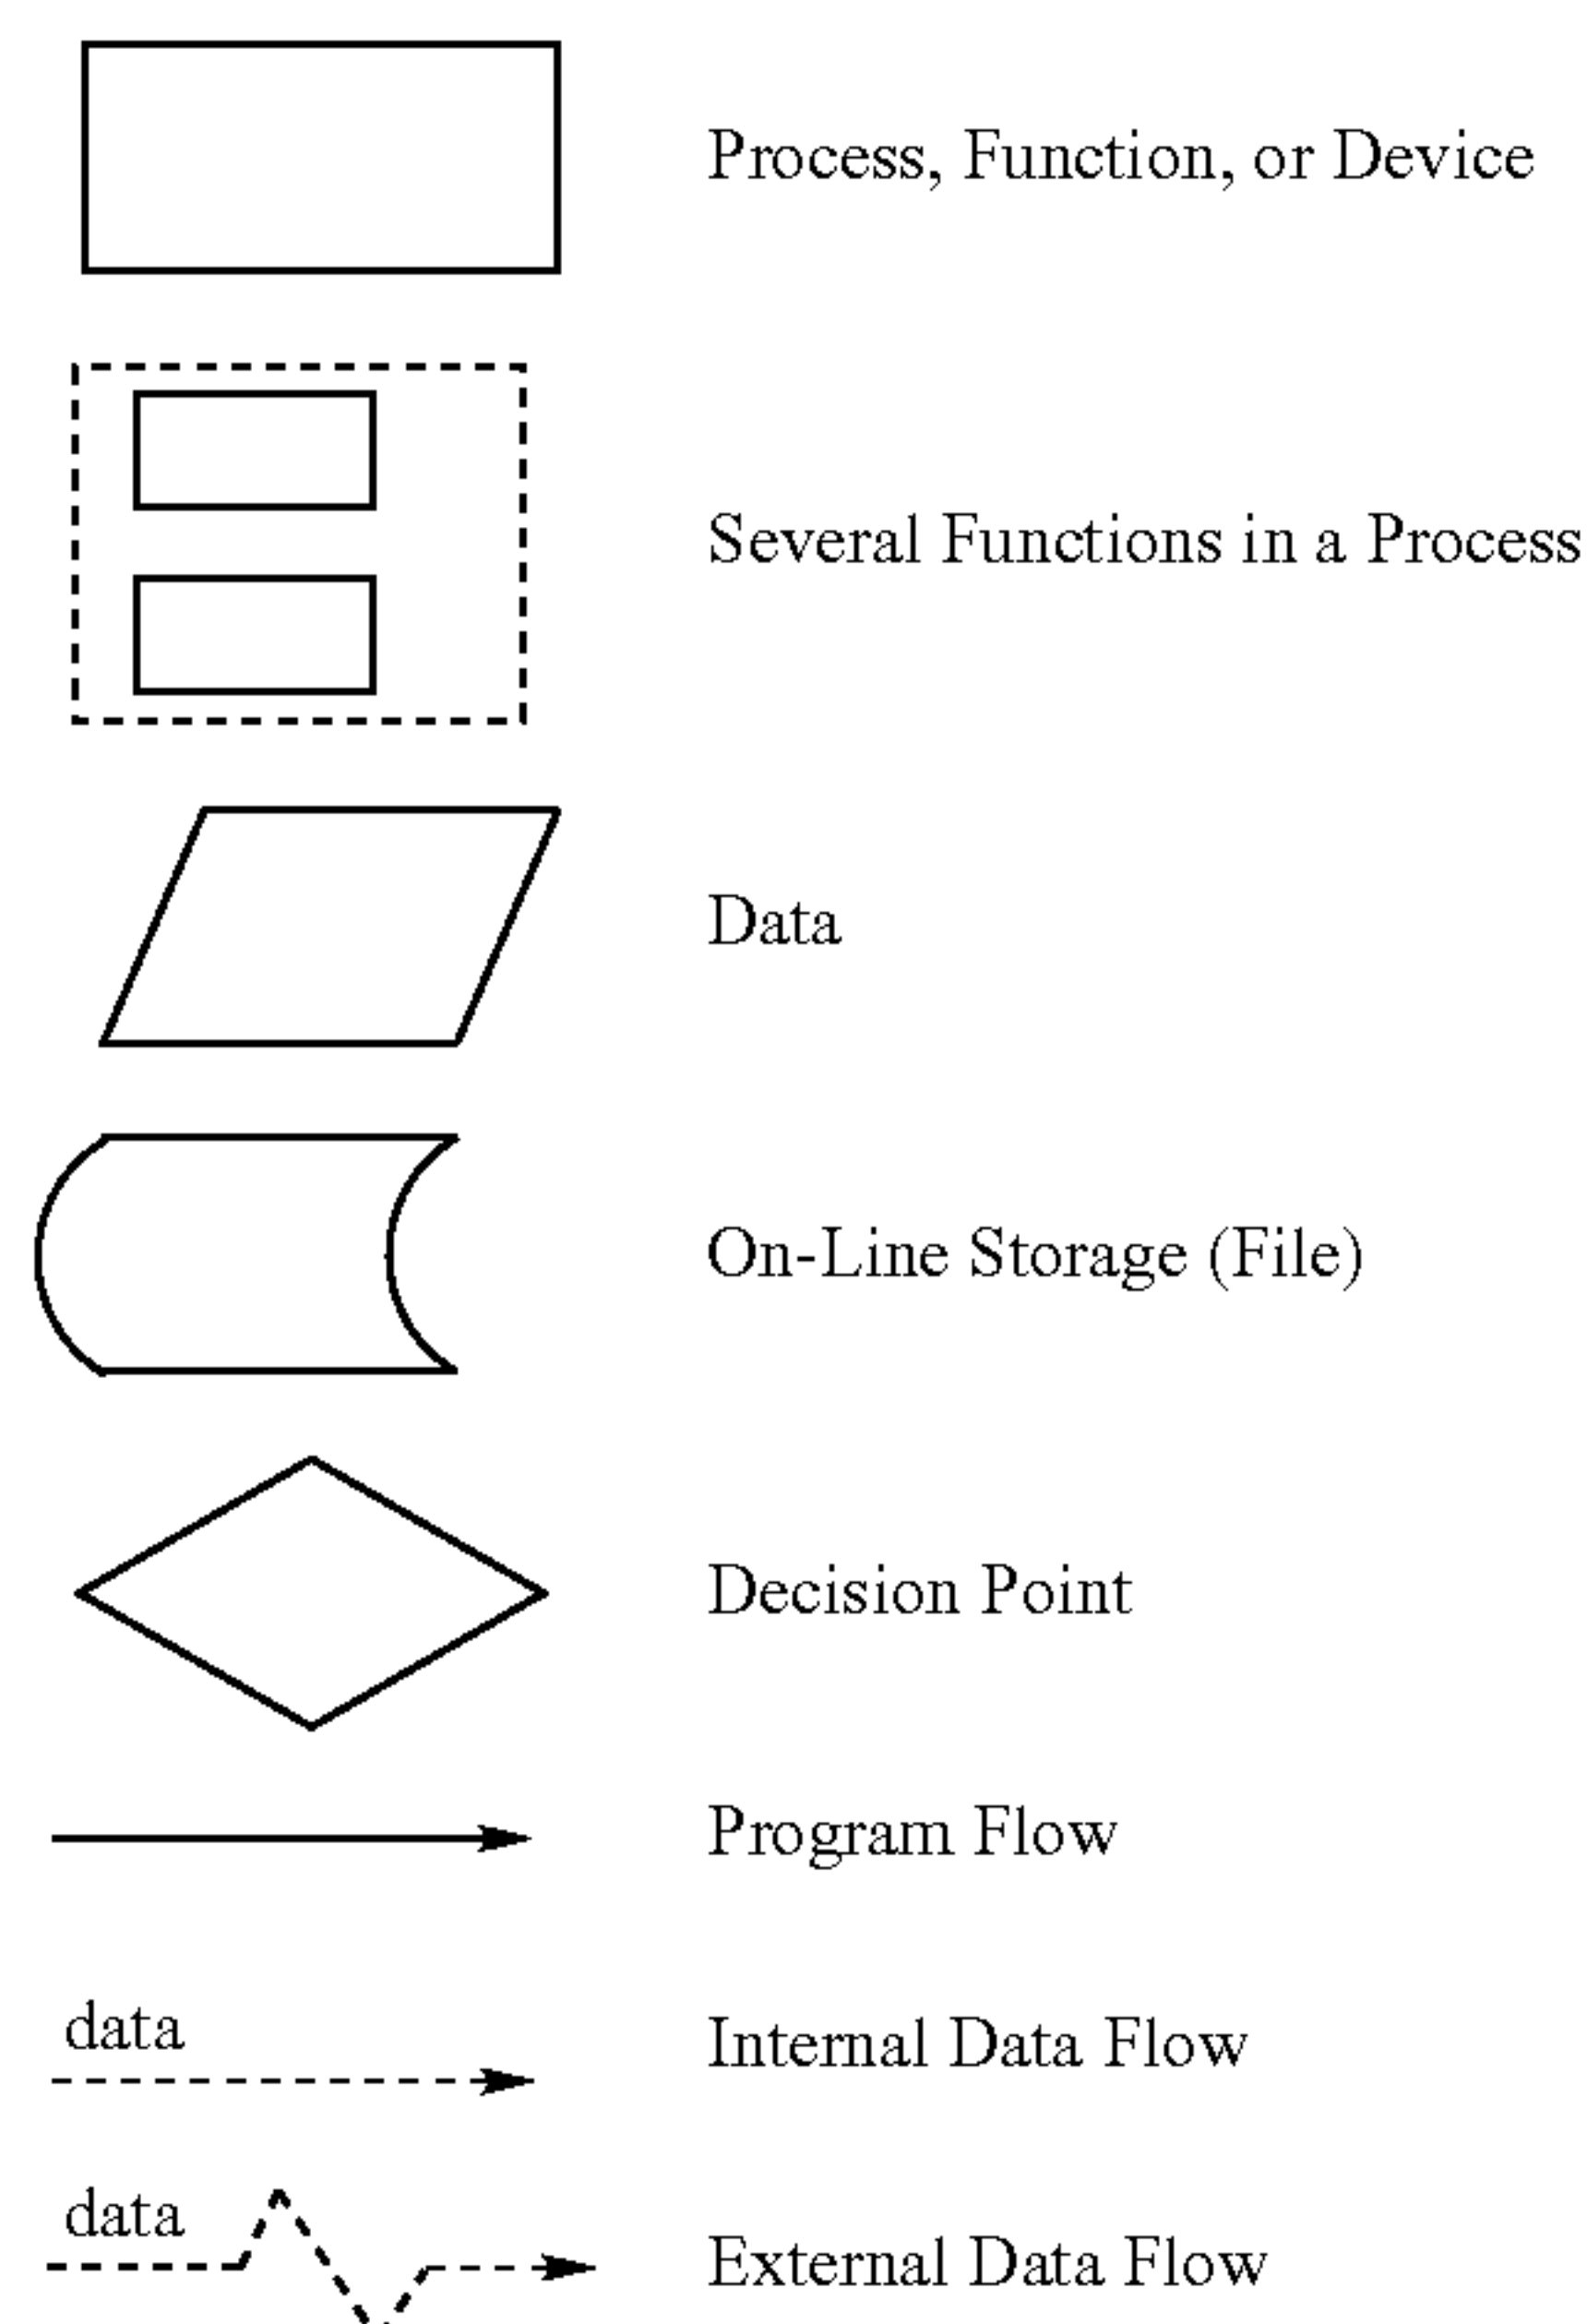 Process, Function, or Device
Several Functions in a Process
Data
On-Line Storage (File)
Decision Point
Program Flow
data
Internal Data Flow
data
External Data Flow